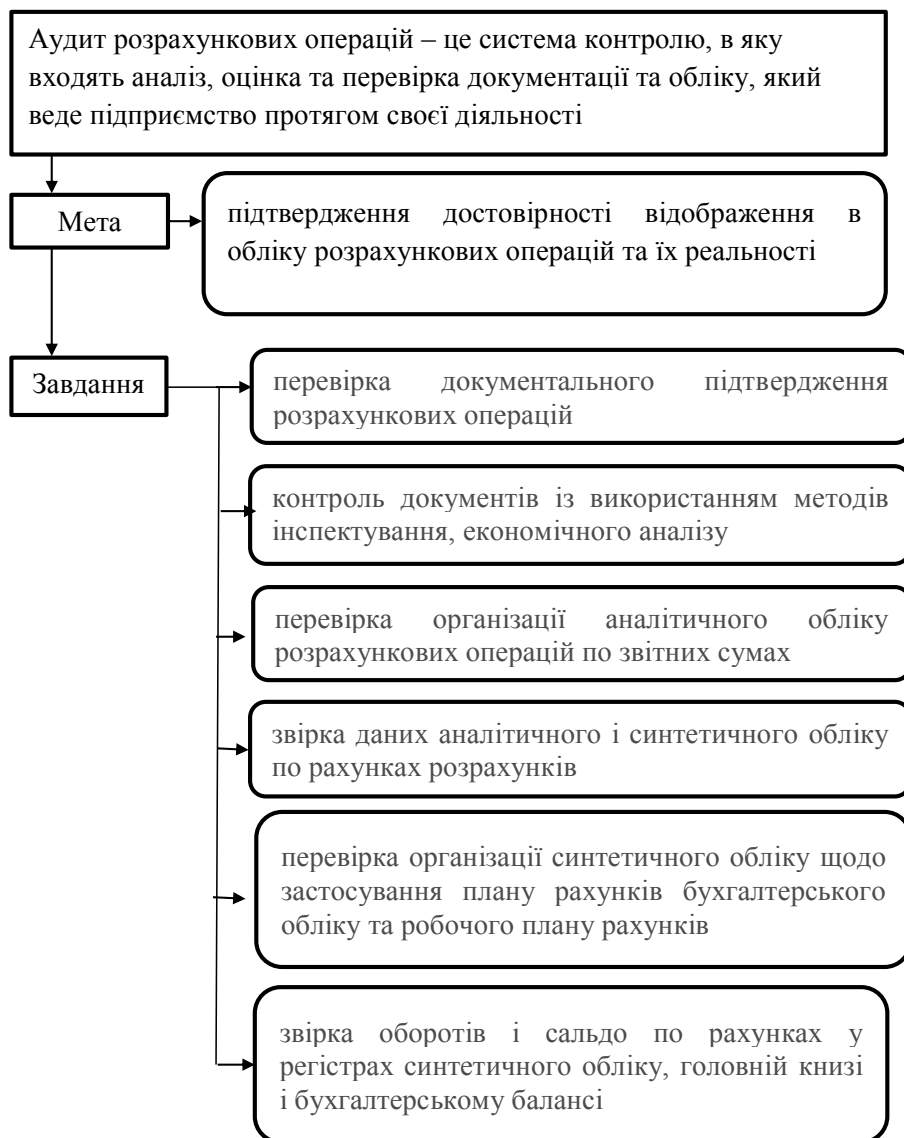 Аудит розрахункових операцій – це система контролю, в яку
входять аналіз, оцінка та перевірка документації та обліку, який
веде підприємство протягом своєї діяльності
Мета
підтвердження достовірності відображення в
обліку розрахункових операцій та їх реальності
Завдання
перевірка документального підтвердження
розрахункових операцій
контроль документів із використанням методів
інспектування, економічного аналізу
перевірка організації аналітичного обліку
розрахункових операцій по звітних сумах
звірка даних аналітичного і синтетичного обліку
по рахунках розрахунків
перевірка організації синтетичного обліку щодо
застосування плану рахунків бухгалтерського
обліку та робочого плану рахунків
звірка оборотів і сальдо по рахунках у
регістрах синтетичного обліку, головній книзі
і бухгалтерському балансі